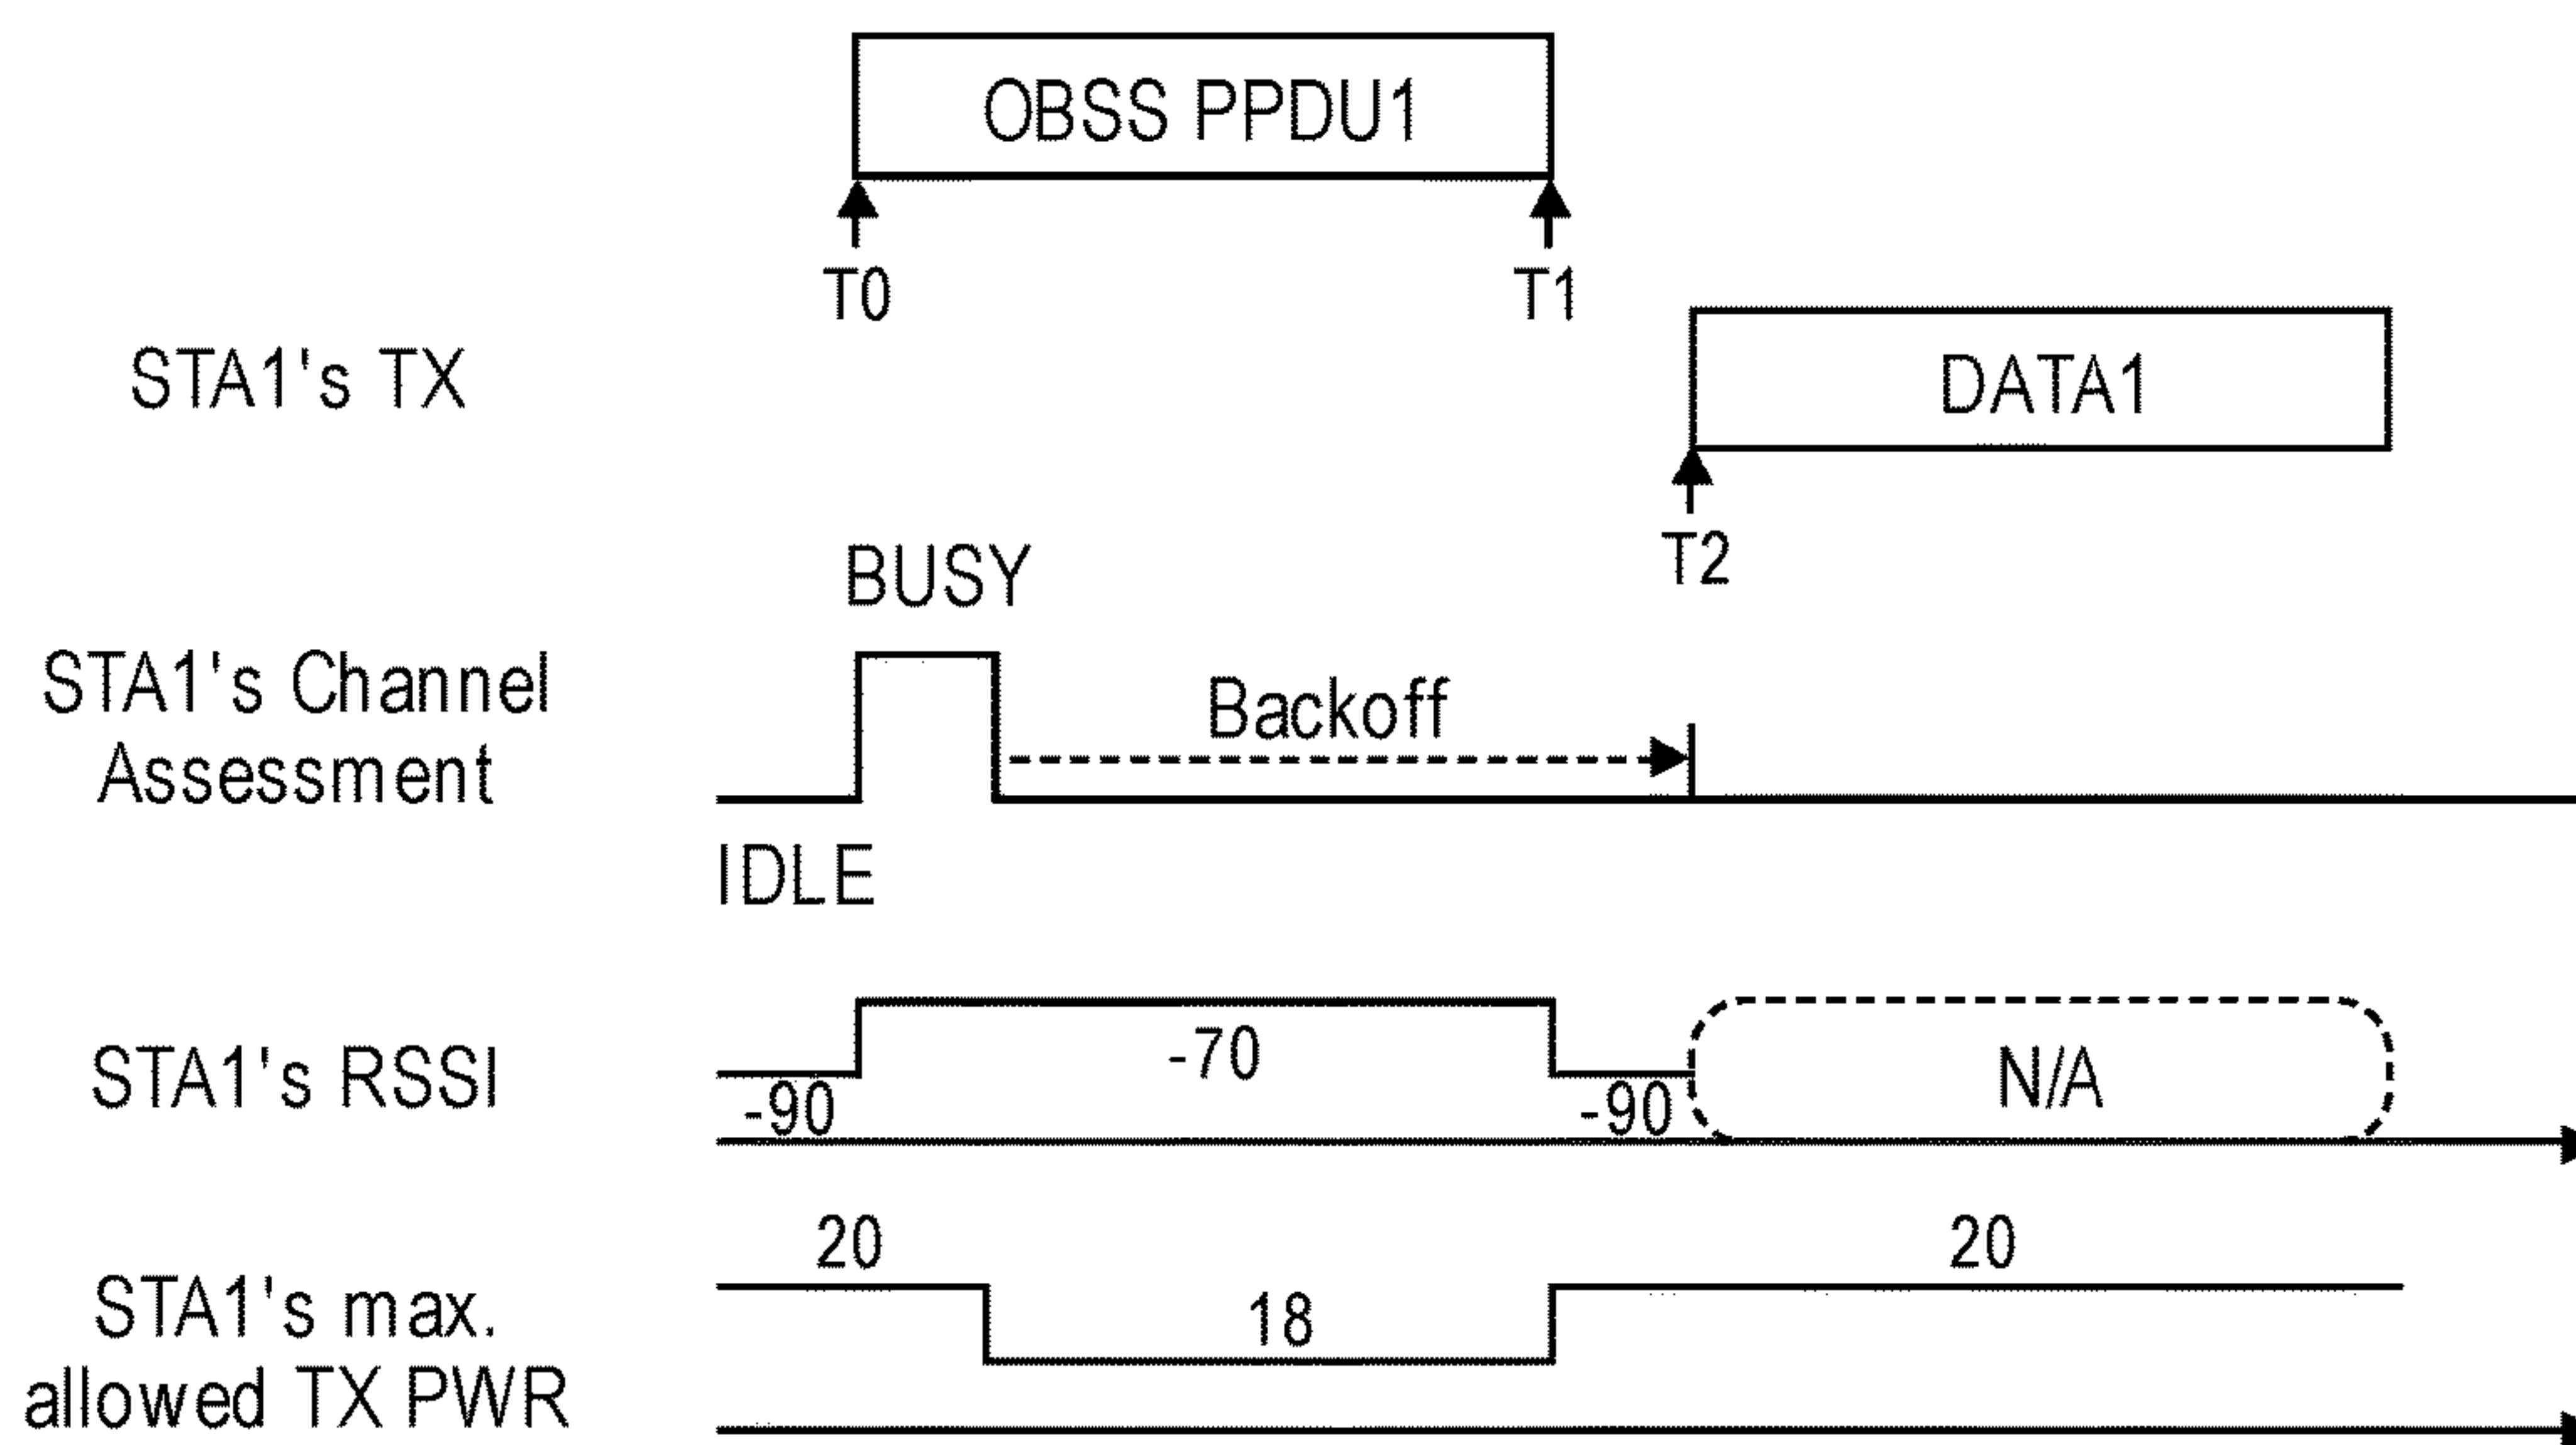 OBSS PPDU1
T0
T1
STA1's TX
DATA1
T2
BUSY
STA1's Channel
Assessment
Backoff
IDLE
STA1's RSSI
-90
-70
-90
N/A
20
18
20
STA1's max.
allowed TX PWR